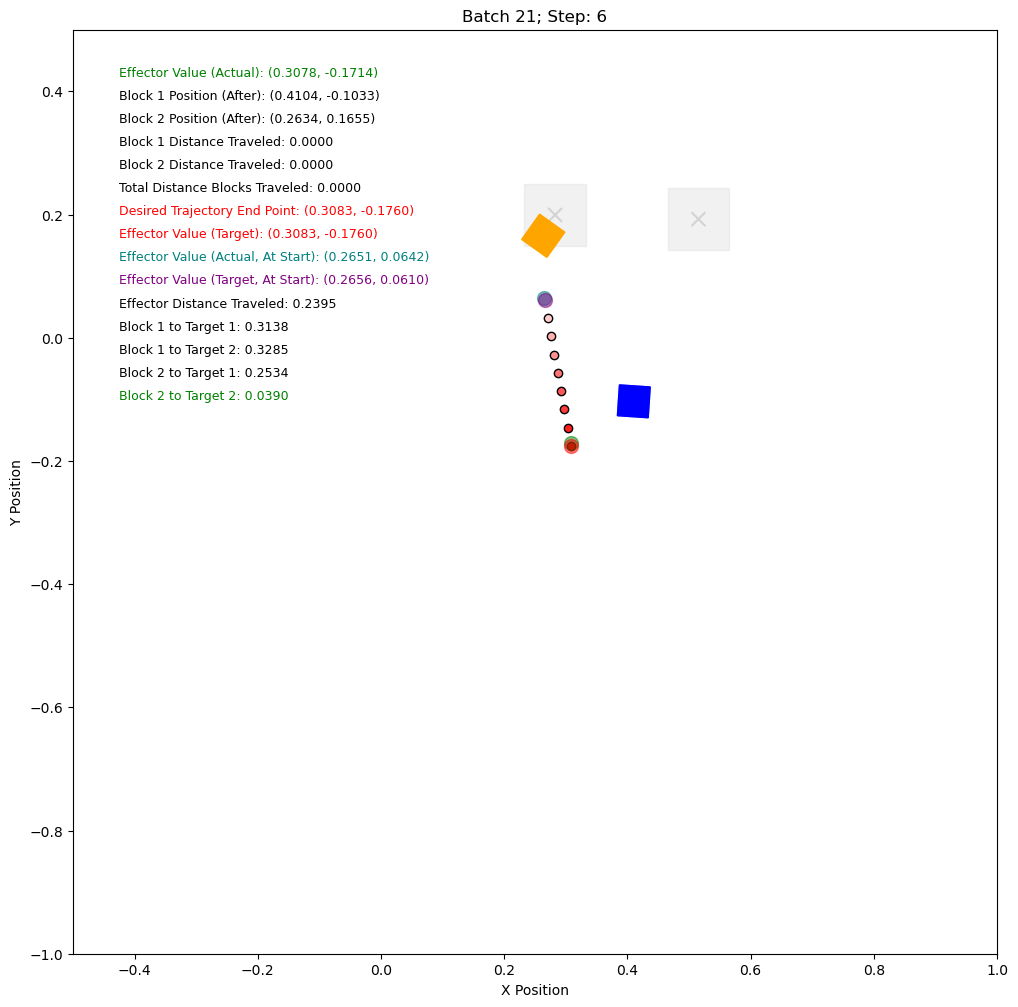 Batch 21; Step: 6
Effector Value (Actual): (0.3078, -0.1714)
Block 1 Position (After): (0.4104, -0.1033)
Block 2 Position (After): (0.2634, 0.1655)
Block 1 Distance Traveled: 0.0000
Block 2 Distance Traveled: 0.0000
Total Distance Blocks Traveled: 0.0000
Desired Trajectory End Point: (0.3083, -0.1760)
Effector Value (Target): (0.3083, -0.1760)
Effector Value (Actual, At Start): (0.2651, 0.0642)
Effector Value (Target, At Start): (0.2656, 0.0610)
Effector Distance Traveled: 0.2395
Block 1 to Target 1: 0.3138
Block 1 to Target 2: 0.3285
Block 2 to Target 1: 0.2534
Block 2 to Target 2: 0.0390
Y Position
0.4
0.2
0.0
−0.2
−0.4
−0.6
−0.8
−1.0
−0.4
−0.2
0.0
0.2
0.4
0.6
0.8
1.0
X Position